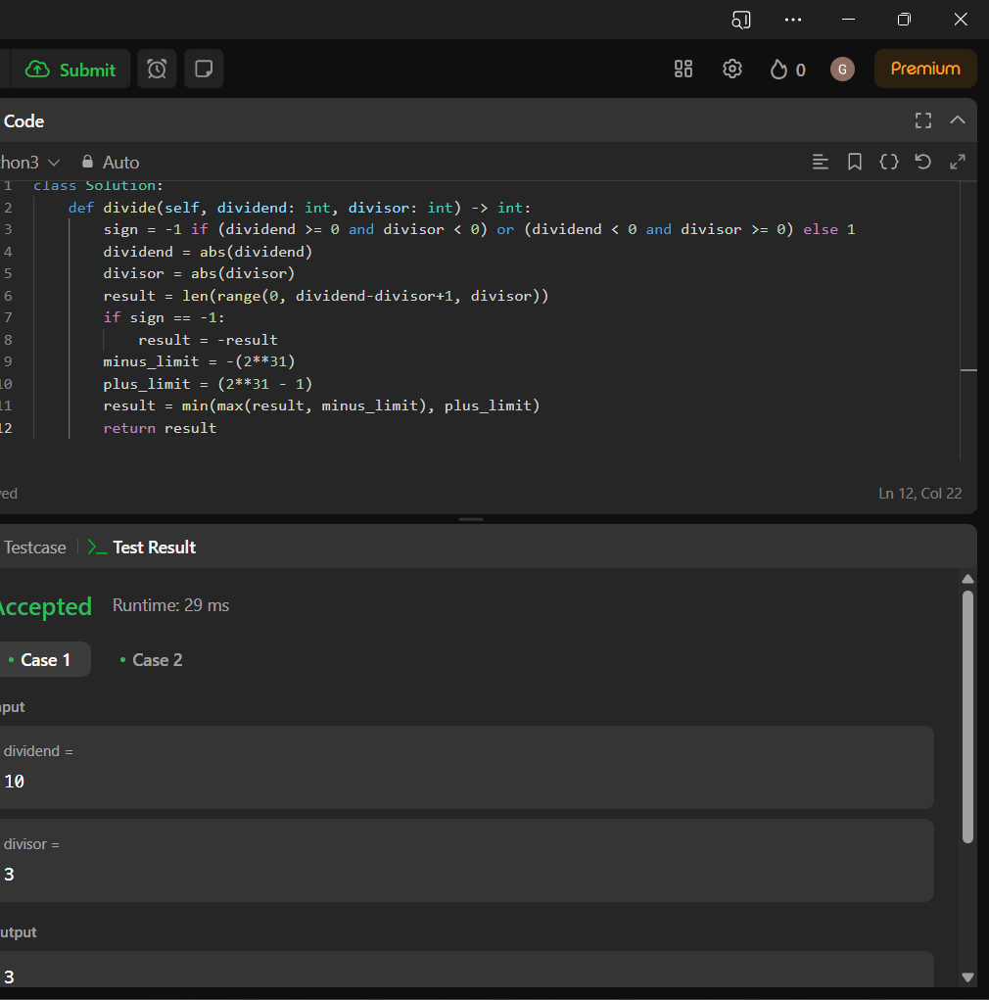 Submit
0
G
Premium
Code
hon3
Auto
1 class Solution:
2 def divide(self, dividend: int, divisor: int) -> int:
3 sign = -1 if (dividend >= 0 and divisor < 0) or (dividend < 0 and divisor >= 0) else 1
4 dividend = abs(dividend)
5 divisor = abs(divisor)
6 result = len(range(0, dividend-divisor+1, divisor))
7 if sign == -1:
8 result = -result
9 minus_limit = -(2**31)
10 plus_limit = (2**31 - 1)
11 result = min(max(result, minus_limit), plus_limit)
12 return result
ed
Ln 12, Col 22
Testcase
Test Result
Accepted Runtime: 29 ms
Case 1
Case 2
put
dividend =
10
divisor =
3
utput
3